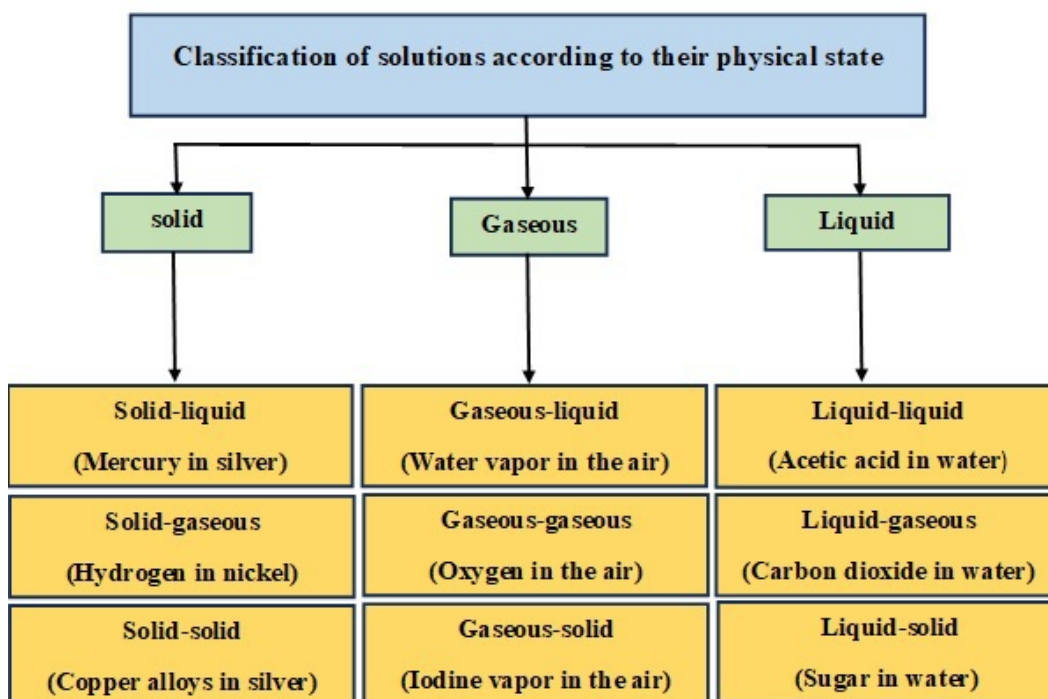 Classification of solutions according to their physical state
solid
Gaseous
Liquid
Solid-liquid
(Mercury in silver)
Gaseous-liquid
(Water vapor in the air)
Liquid-liquid
(Acetic acid in water)
Solid-gaseous
(Hydrogen in nickel)
Gaseous-gaseous
(Oxygen in the air)
Liquid-gaseous
(Carbon dioxide in water)
Solid-solid
(Copper alloys in silver)
Gaseous-solid
(Iodine vapor in the air)
Liquid-solid
(Sugar in water)